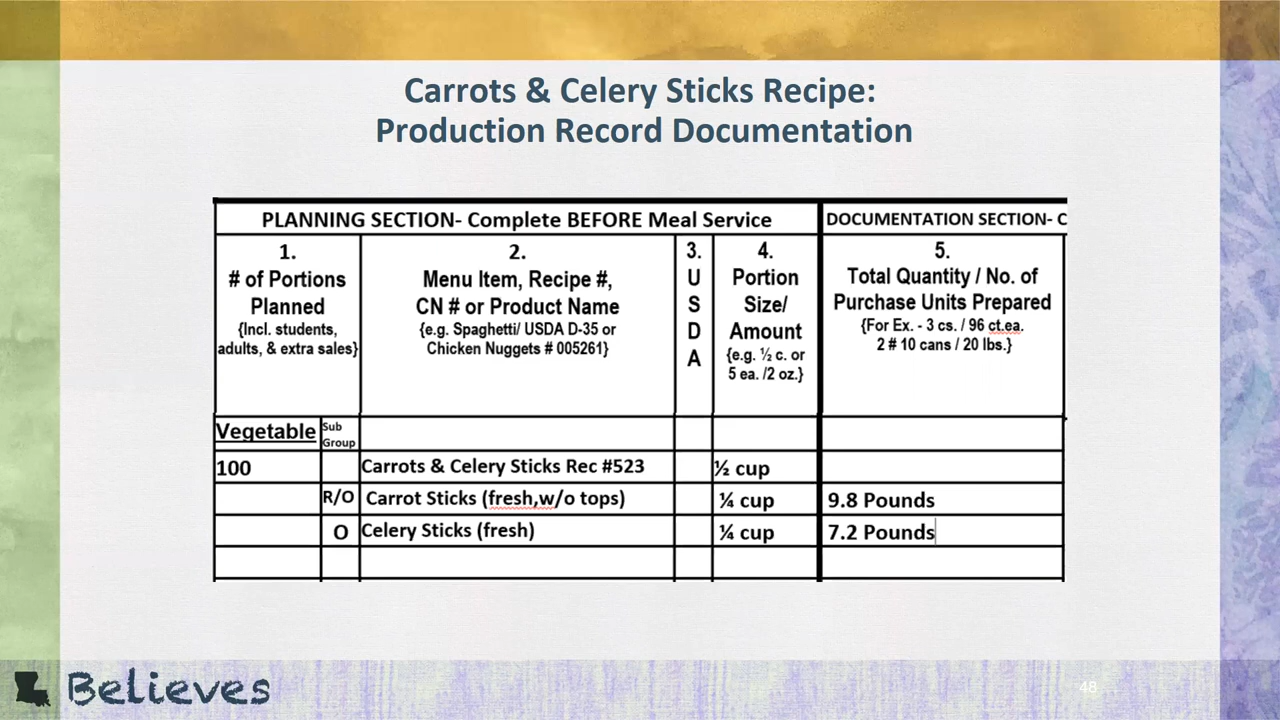 Carrots & Celery Sticks Recipe:
Production Record Documentation
PLANNING SECTION- Complete BEFORE Meal Service
DOCUMENTATION SECTION- C
1.
# of Portions
Planned
{Incl. students,
adults, & extra sales}
2.
Menu Item, Recipe #,
CN # or Product Name
{e.g. Spaghetti/ USDA D-35 or
Chicken Nuggets # 005261}
3.
U
S
D
A
4.
Portion
Size/
Amount
{e.g. ½ c. or
5 ea. /2 oz.}
5.
Total Quantity / No. of
Purchase Units Prepared
{For Ex. - 3 cs. / 96 ct.ea.
2 # 10 cans / 20 lbs.}
Vegetable
Sub
Group
100 Carrots & Celery Sticks Rec #523 ½ cup
R/O Carrot Sticks (fresh,w/o tops) ¼ cup 9.8 Pounds
O Celery Sticks (fresh) ¼ cup 7.2 Pounds
Believes
48